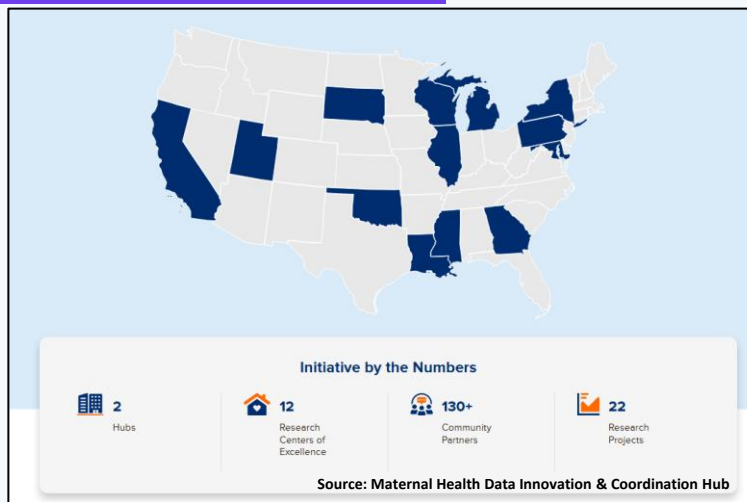 Initiative by the Numbers
2
Hubs
12
Research
Centers of
Excellence
130+
Community
Partners
22
Research
Projects
Source: Maternal Health Data Innovation & Coordination Hub